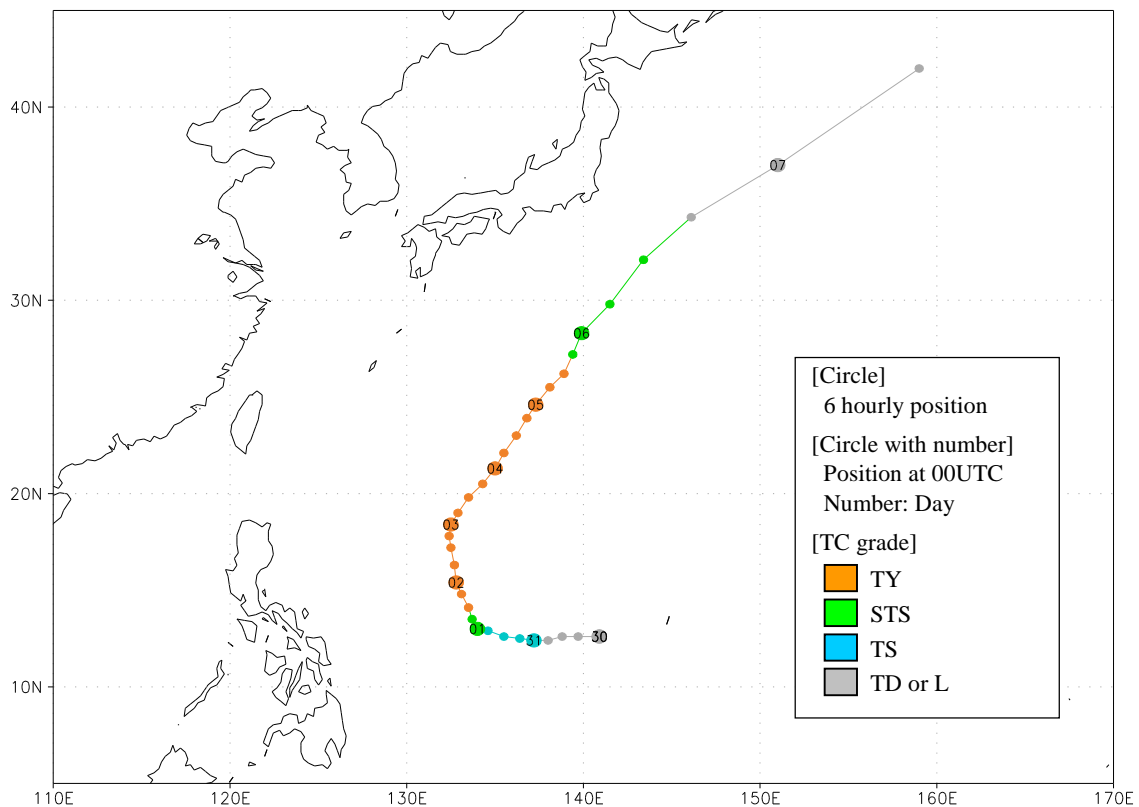 40N
07
30N
06
[Circle]
6 hourly position
05
[Circle with number]
Position at 00UTC
04
20N
Number: Day
03
[TC grade]
TY
02
STS
01
31
30
TS
10N
TD or L
110E 120E 130E 140E 150E 160E 170E